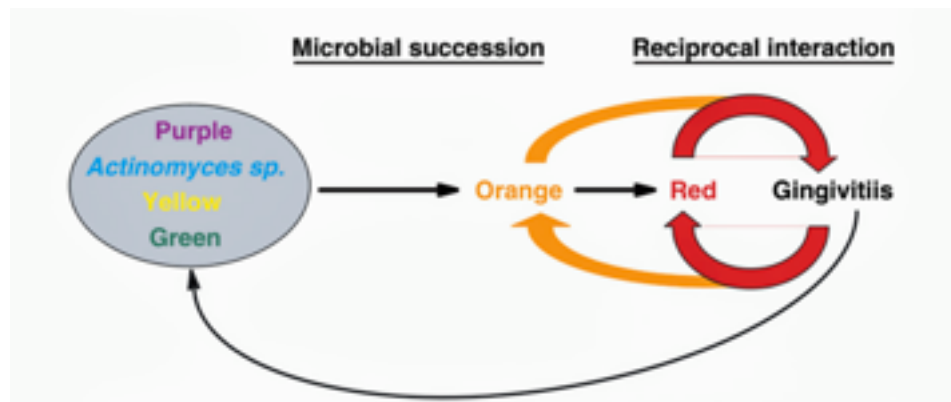 Microbial succession
Reciprocal interaction
Purple
Actinomyces sp.
Yellow
Green
Orange
Red
Gingivitiis